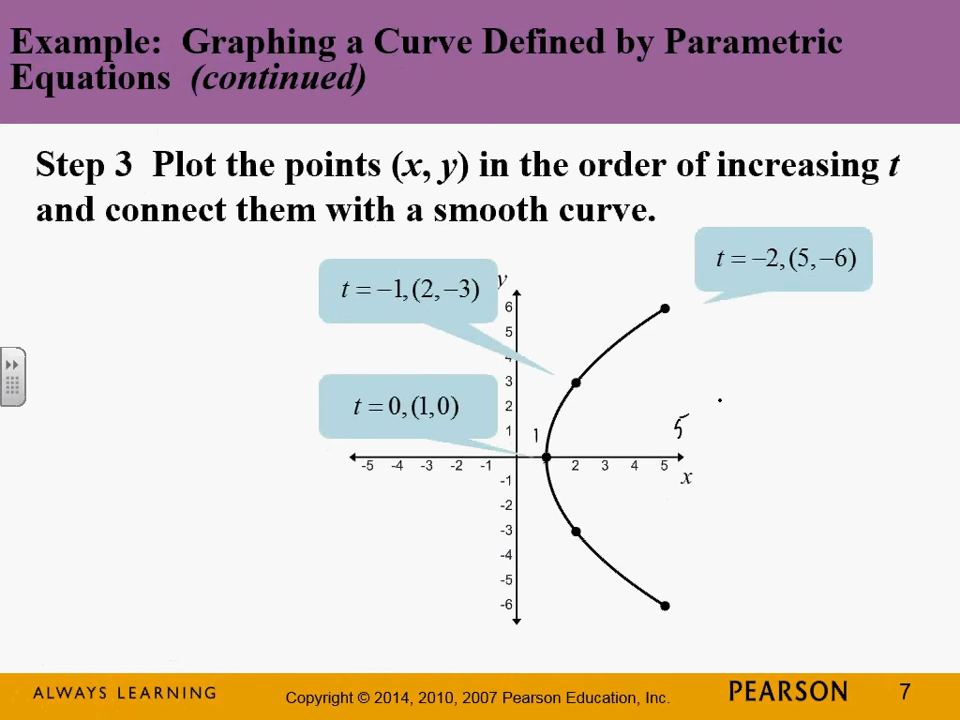 Example: Graphing a Curve Defined by Parametric
Equations (continued)
Step 3 Plot the points (x, y) in the order of increasing t
and connect them with a smooth curve.
t = −2, (5, −6)
t = −1, (2, −3)
t = 0, (1, 0)
y
6
5
4
3
2
1
1
5
-5 -4 -3 -2 -1 2 3 4 5
x
-1
-2
-3
-4
-5
-6
ALWAYS LEARNING
Copyright © 2014, 2010, 2007 Pearson Education, Inc.
PEARSON
7